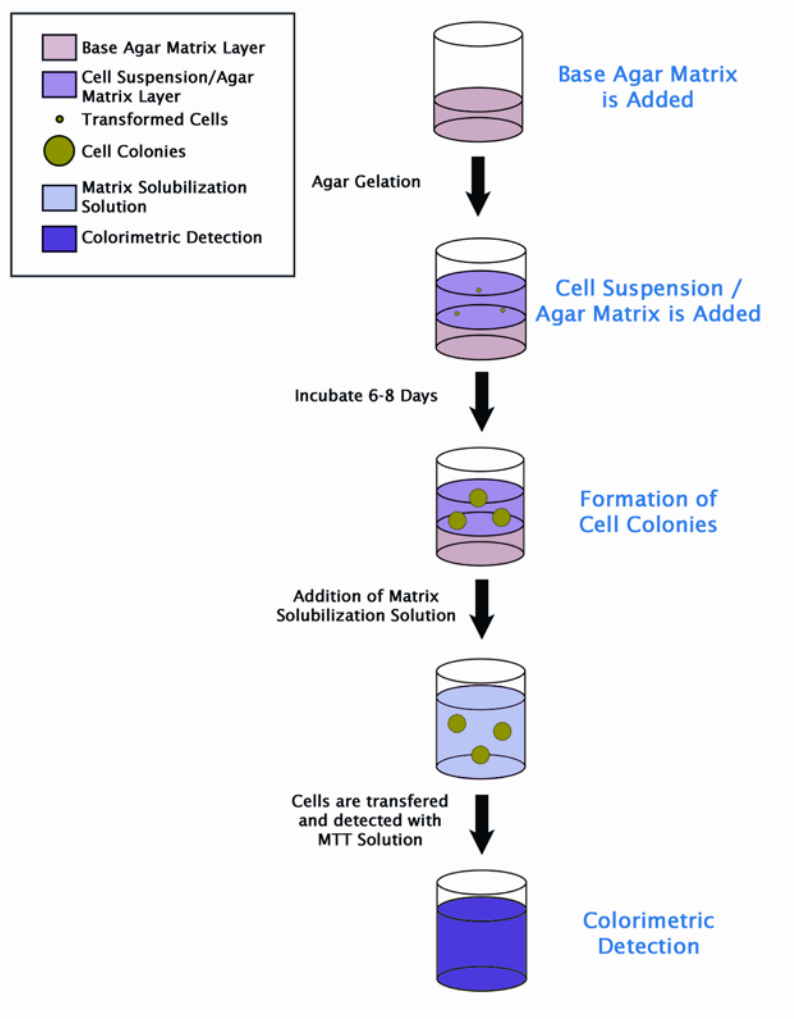 Base Agar Matrix Layer
Cell Suspension/Agar
Matrix Layer
Transformed Cells
Cell Colonies
Matrix Solubilization
Solution
Colorimetric Detection
Base Agar Matrix
is Added
Agar Gelation
Cell Suspension /
Agar Matrix is Added
Incubate 6-8 Days
Formation of
Cell Colonies
Addition of Matrix
Solubilization Solution
Cells are transfered
and detected with
MTT Solution
Colorimetric
Detection